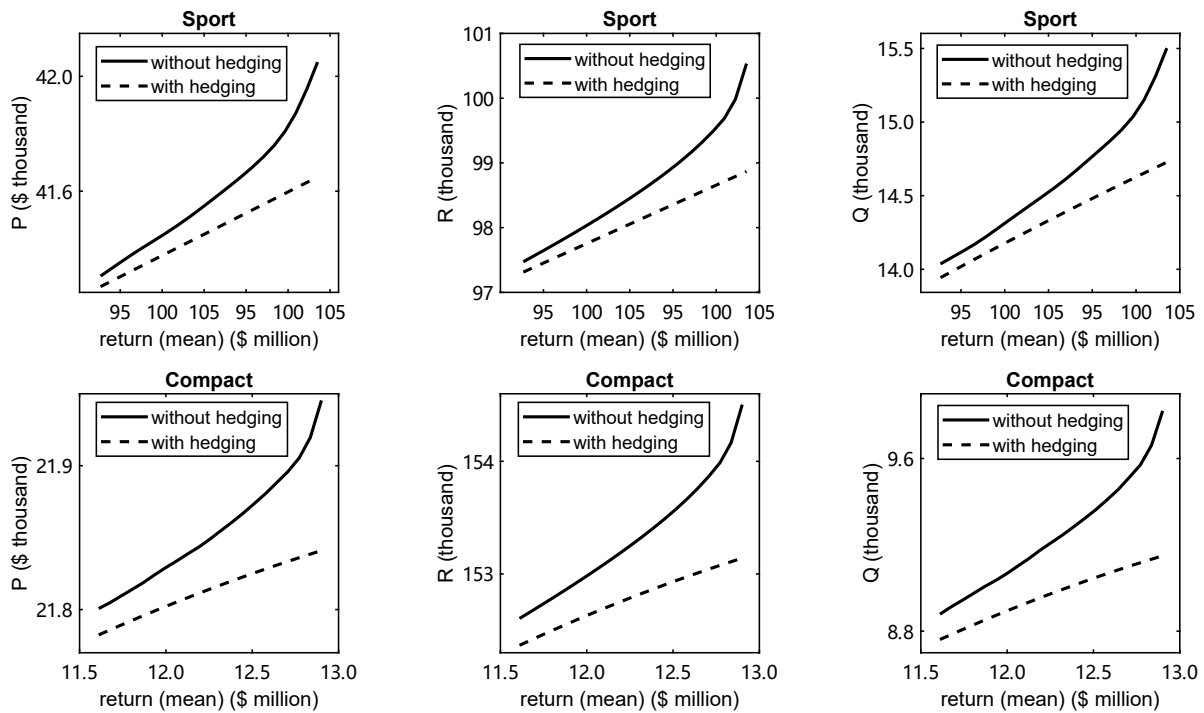 Sport
without hedging
with hedging
P ($ thousand)
42.0
41.6
95 100 105 95 100 105
return (mean) ($ million)
Sport
without hedging
with hedging
R (thousand)
101
100
99
98
97
95 100 105 95 100 105
return (mean) ($ million)
Sport
without hedging
with hedging
Q (thousand)
15.5
15.0
14.5
14.0
95 100 105 95 100 105
return (mean) ($ million)
Compact
without hedging
with hedging
P ($ thousand)
21.9
21.8
11.5 12.0 12.5 13.0
return (mean) ($ million)
Compact
without hedging
with hedging
R (thousand)
154
153
11.5 12.0 12.5 13.0
return (mean) ($ million)
Compact
without hedging
with hedging
Q (thousand)
9.6
8.8
11.5 12.0 12.5 13.0
return (mean) ($ million)